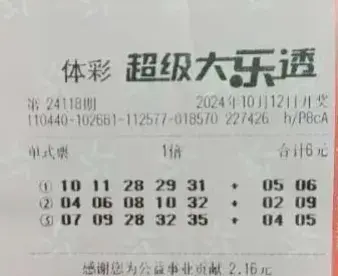 体彩 超级大乐透
第 24118期 2024年10月12日开奖
110440-102681-112577-018570 227426 h/P8cA
单式票 1倍 合计6元
① 10 11 28 29 31 + 05 06
② 04 06 08 10 32 + 02 09
③ 07 09 28 32 35 + 04 05
感谢您为公益事业贡献 2.16元